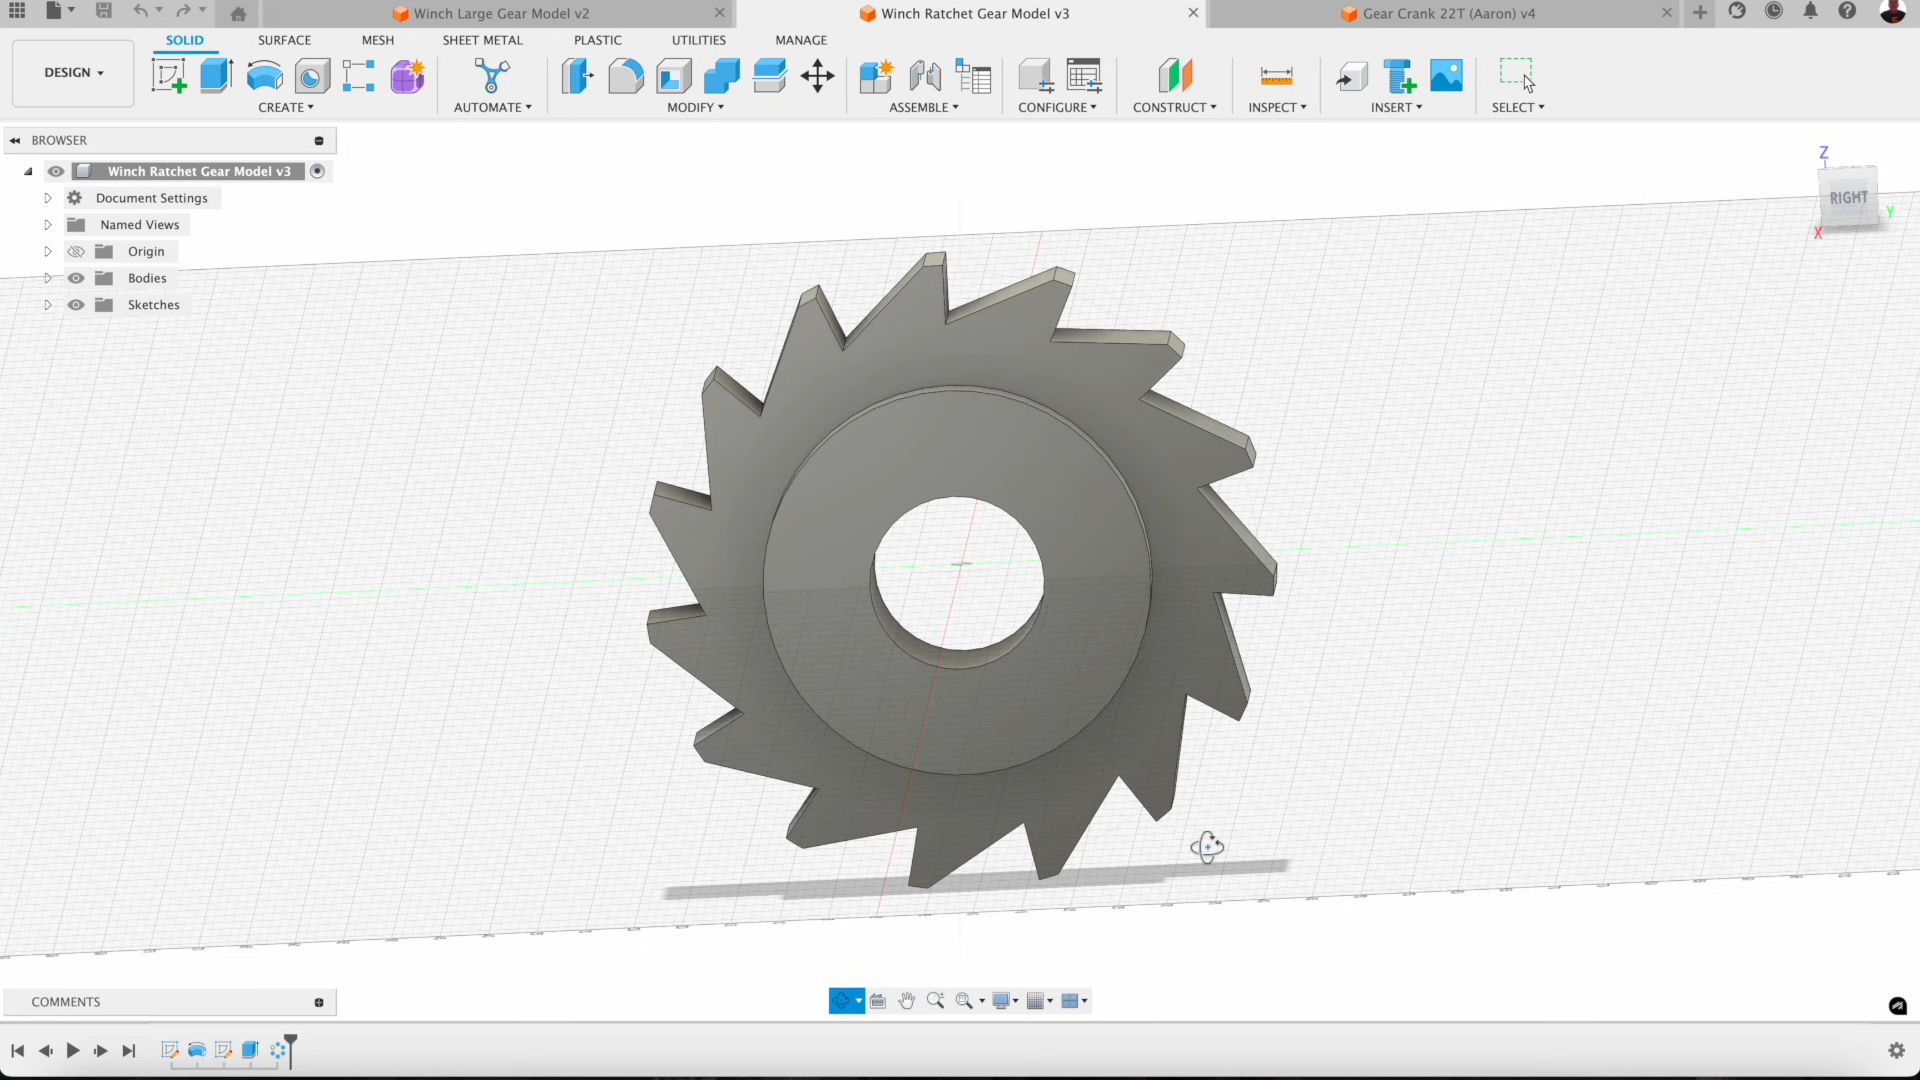 Winch Large Gear Model v2
Winch Ratchet Gear Model v3
Gear Crank 22T (Aaron) v4
SOLID
SURFACE
MESH
SHEET METAL
PLASTIC
UTILITIES
MANAGE
DESIGN
CREATE
AUTOMATE
MODIFY
ASSEMBLE
CONFIGURE
CONSTRUCT
INSPECT
INSERT
SELECT
BROWSER
Winch Ratchet Gear Model v3
Document Settings
Named Views
Origin
Bodies
Sketches
Z
RIGHT
Y
X
COMMENTS